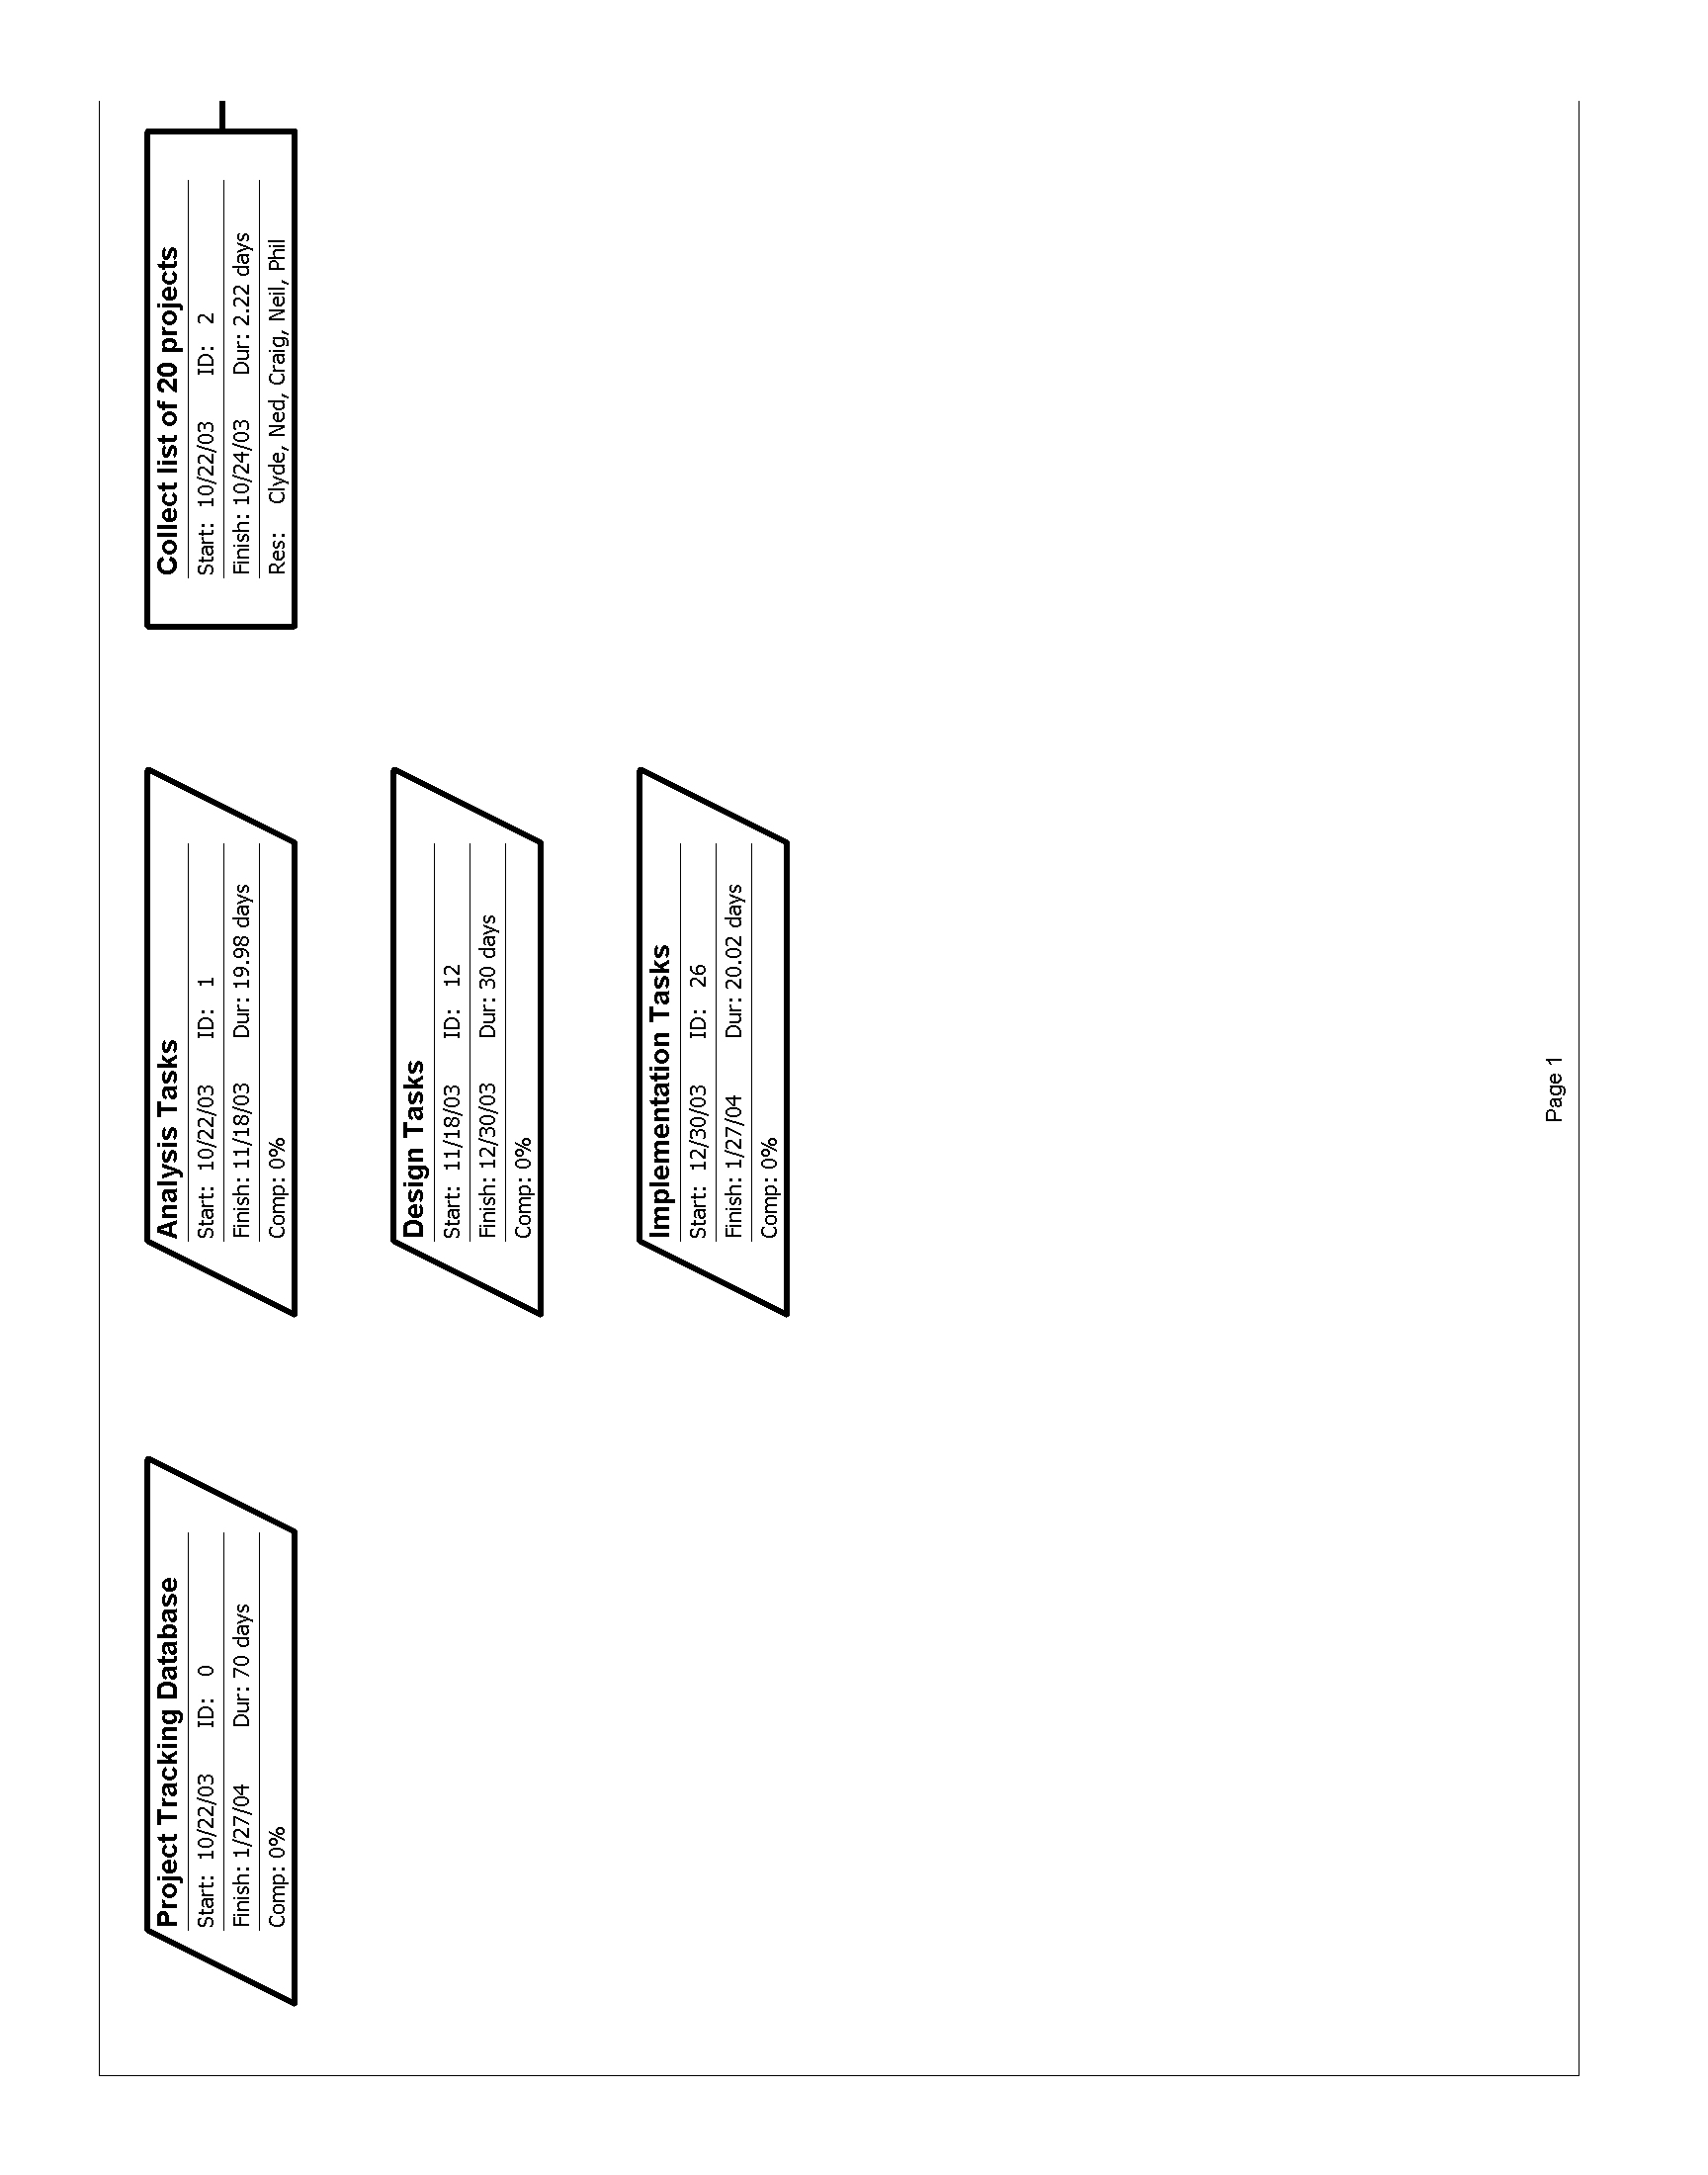 Project Tracking Database
Start: 10/22/03 ID: 0
Finish: 1/27/04 Dur: 70 days
Comp: 0%
Analysis Tasks
Start: 10/22/03 ID: 1
Finish: 11/18/03 Dur: 19.98 days
Comp: 0%
Collect list of 20 projects
Start: 10/22/03 ID: 2
Finish: 10/24/03 Dur: 2.22 days
Res: Clyde, Ned, Craig, Neil, Phil
Design Tasks
Start: 11/18/03 ID: 12
Finish: 12/30/03 Dur: 30 days
Comp: 0%
Implementation Tasks
Start: 12/30/03 ID: 26
Finish: 1/27/04 Dur: 20.02 days
Comp: 0%
Page 1